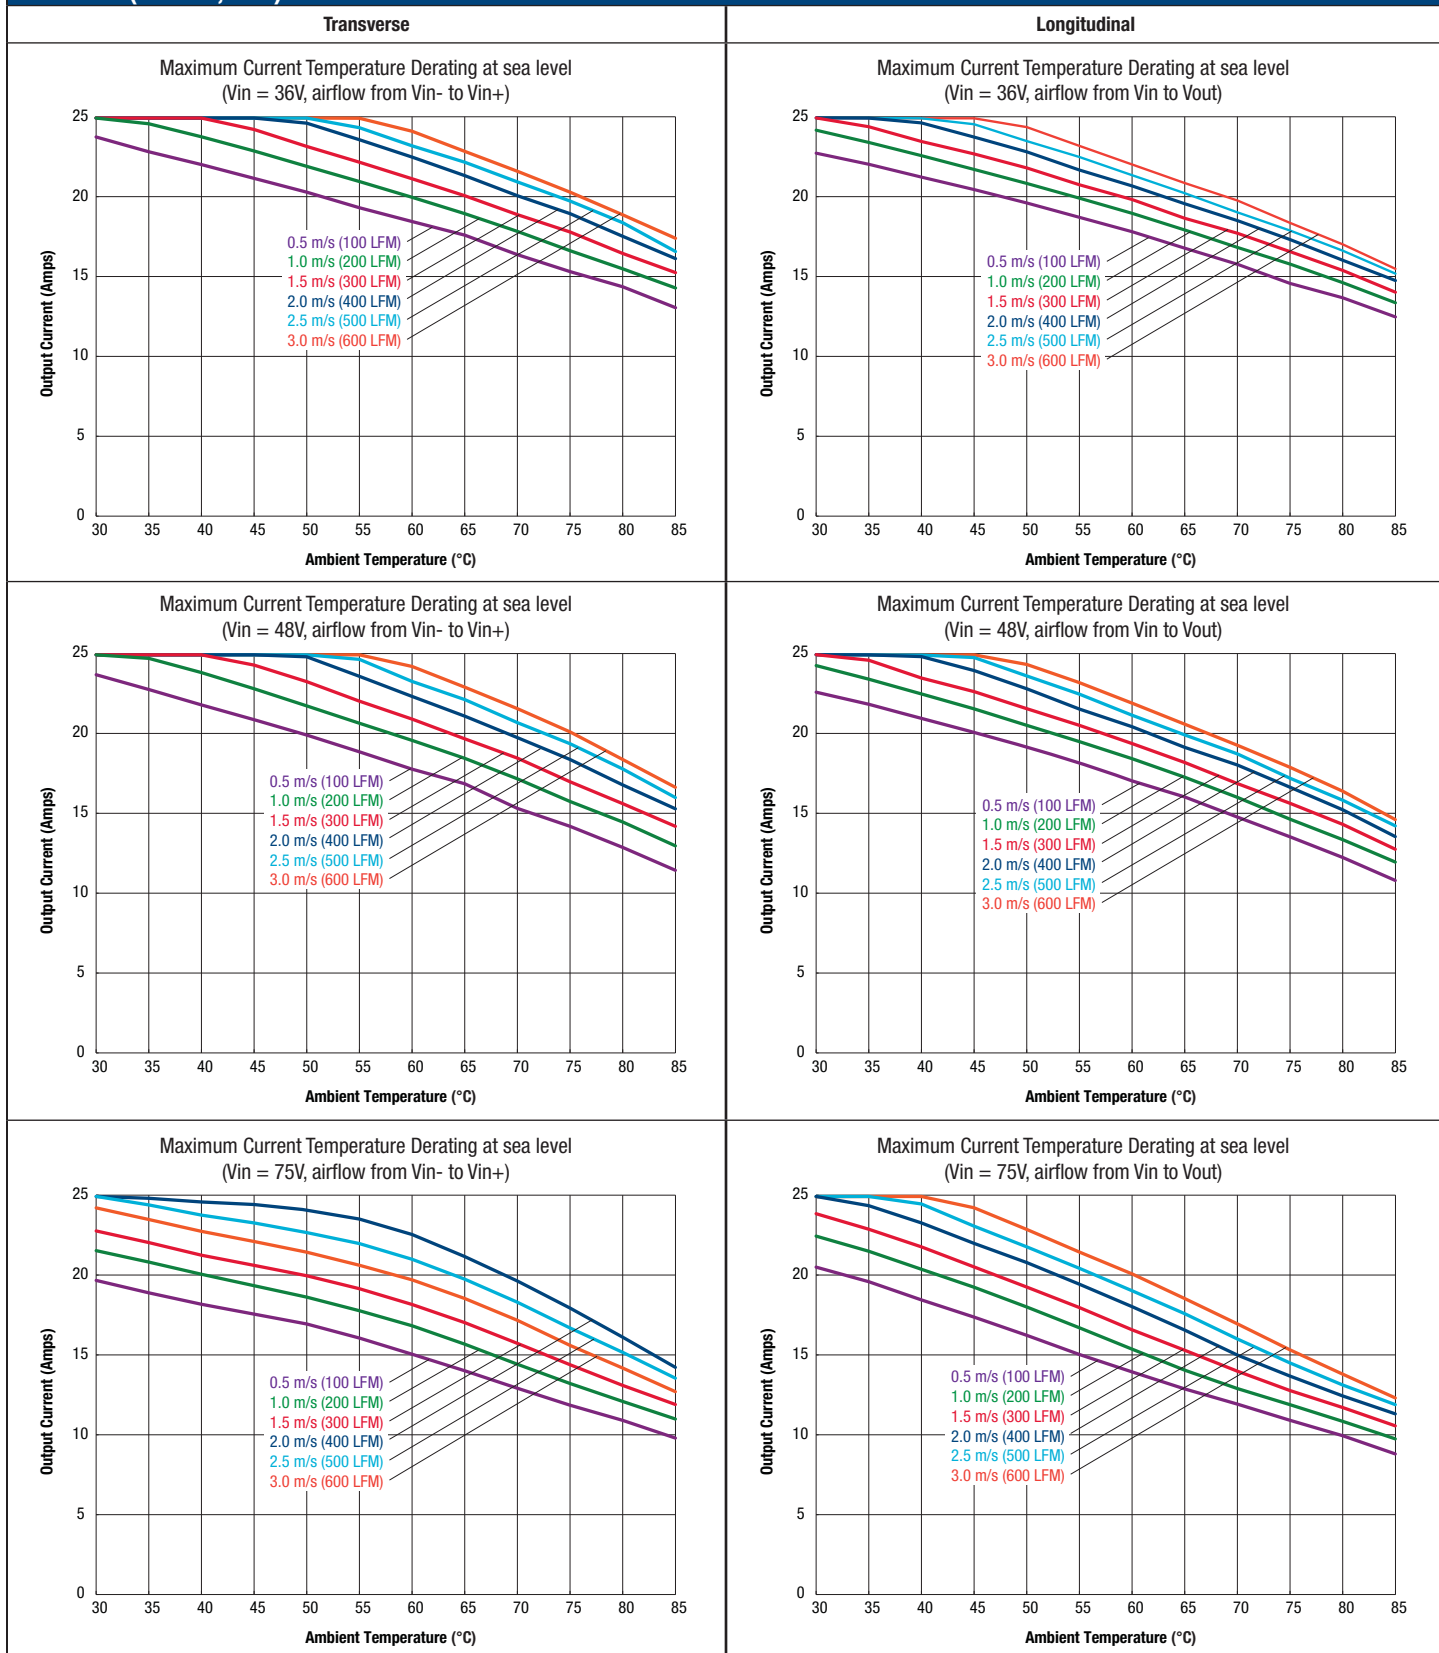 Transverse
Longitudinal
Maximum Current Temperature Derating at sea level
(Vin = 36V, airflow from Vin- to Vin+)
25
20
15
10
5
0
Output Current (Amps)
0.5 m/s (100 LFM)
1.0 m/s (200 LFM)
1.5 m/s (300 LFM)
2.0 m/s (400 LFM)
2.5 m/s (500 LFM)
3.0 m/s (600 LFM)
30 35 40 45 50 55 60 65 70 75 80 85
Ambient Temperature (°C)
Maximum Current Temperature Derating at sea level
(Vin = 36V, airflow from Vin to Vout)
25
20
15
10
5
0
Output Current (Amps)
0.5 m/s (100 LFM)
1.0 m/s (200 LFM)
1.5 m/s (300 LFM)
2.0 m/s (400 LFM)
2.5 m/s (500 LFM)
3.0 m/s (600 LFM)
30 35 40 45 50 55 60 65 70 75 80 85
Ambient Temperature (°C)
Maximum Current Temperature Derating at sea level
(Vin = 48V, airflow from Vin- to Vin+)
25
20
15
10
5
0
Output Current (Amps)
0.5 m/s (100 LFM)
1.0 m/s (200 LFM)
1.5 m/s (300 LFM)
2.0 m/s (400 LFM)
2.5 m/s (500 LFM)
3.0 m/s (600 LFM)
30 35 40 45 50 55 60 65 70 75 80 85
Ambient Temperature (°C)
Maximum Current Temperature Derating at sea level
(Vin = 48V, airflow from Vin to Vout)
25
20
15
10
5
0
Output Current (Amps)
0.5 m/s (100 LFM)
1.0 m/s (200 LFM)
1.5 m/s (300 LFM)
2.0 m/s (400 LFM)
2.5 m/s (500 LFM)
3.0 m/s (600 LFM)
30 35 40 45 50 55 60 65 70 75 80 85
Ambient Temperature (°C)
Maximum Current Temperature Derating at sea level
(Vin = 75V, airflow from Vin- to Vin+)
25
20
15
10
5
0
Output Current (Amps)
0.5 m/s (100 LFM)
1.0 m/s (200 LFM)
1.5 m/s (300 LFM)
2.0 m/s (400 LFM)
2.5 m/s (500 LFM)
3.0 m/s (600 LFM)
30 35 40 45 50 55 60 65 70 75 80 85
Ambient Temperature (°C)
Maximum Current Temperature Derating at sea level
(Vin = 75V, airflow from Vin to Vout)
25
20
15
10
5
0
Output Current (Amps)
0.5 m/s (100 LFM)
1.0 m/s (200 LFM)
1.5 m/s (300 LFM)
2.0 m/s (400 LFM)
2.5 m/s (500 LFM)
3.0 m/s (600 LFM)
30 35 40 45 50 55 60 65 70 75 80 85
Ambient Temperature (°C)